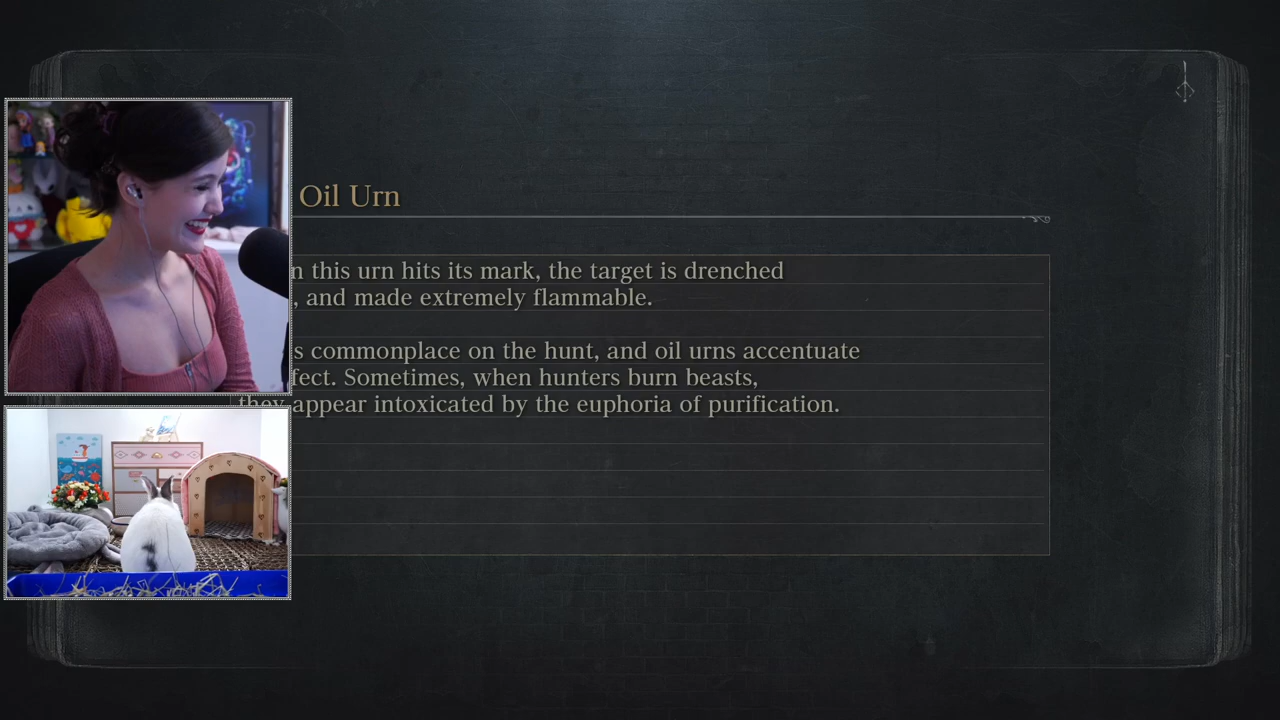 Oil Urn
n this urn hits its mark, the target is drenched
, and made extremely flammable.
s commonplace on the hunt, and oil urns accentuate
fect. Sometimes, when hunters burn beasts,
they appear intoxicated by the euphoria of purification.